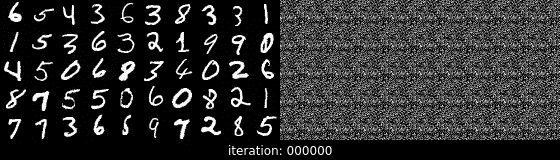 6 5 4 3 6 3 8 3 3 1
1 5 3 6 3 2 1 9 9 0
4 5 0 6 8 3 4 0 2 6
8 7 5 5 0 6 0 8 2 1
7 7 3 6 5 9 7 2 8 5
iteration: 000000